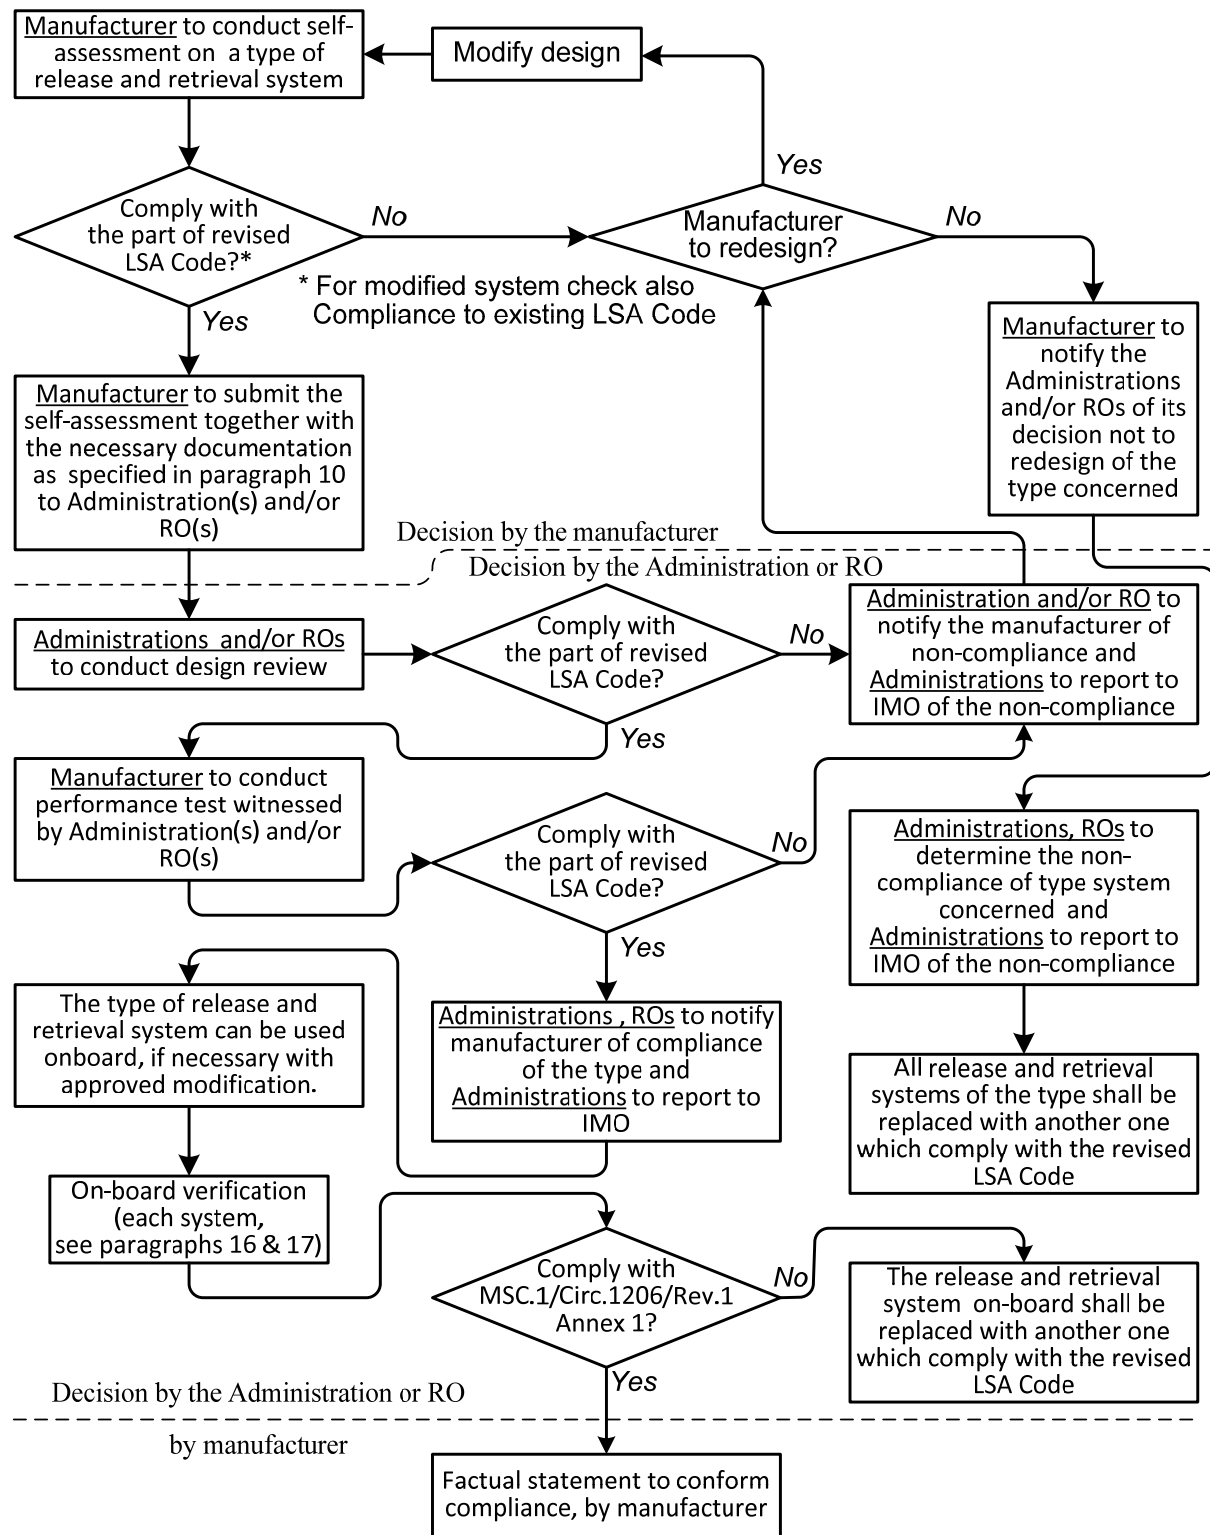 Manufacturer to conduct self-
assessment on a type of
release and retrieval system
Modify design
Yes
Comply with
the part of revised
LSA Code?*
No
Manufacturer
to redesign?
No
* For modified system check also
Compliance to existing LSA Code
Yes
Manufacturer to
notify the
Administrations
and/or ROs of its
decision not to
redesign of the
type concerned
Manufacturer to submit the
self-assessment together with
the necessary documentation
as specified in paragraph 10
to Administration(s) and/or
RO(s)
Decision by the manufacturer
Decision by the Administration or RO
Administrations and/or ROs
to conduct design review
Comply with
the part of revised
LSA Code?
No
Administration and/or RO to
notify the manufacturer of
non-compliance and
Administrations to report to
IMO of the non-compliance
Yes
Manufacturer to conduct
performance test witnessed
by Administration(s) and/or
RO(s)
Comply with
the part of revised
LSA Code?
No
Administrations, ROs to
determine the non-
compliance of type system
concerned and
Administrations to report to
IMO of the non-compliance
Yes
The type of release and
retrieval system can be used
onboard, if necessary with
approved modification.
Administrations , ROs to notify
manufacturer of compliance
of the type and
Administrations to report to
IMO
All release and retrieval
systems of the type shall be
replaced with another one
which comply with the revised
LSA Code
On-board verification
(each system,
see paragraphs 16 & 17)
Comply with
MSC.1/Circ.1206/Rev.1
Annex 1?
No
The release and retrieval
system on-board shall be
replaced with another one
which comply with the revised
LSA Code
Yes
Decision by the Administration or RO
by manufacturer
Factual statement to conform
compliance, by manufacturer